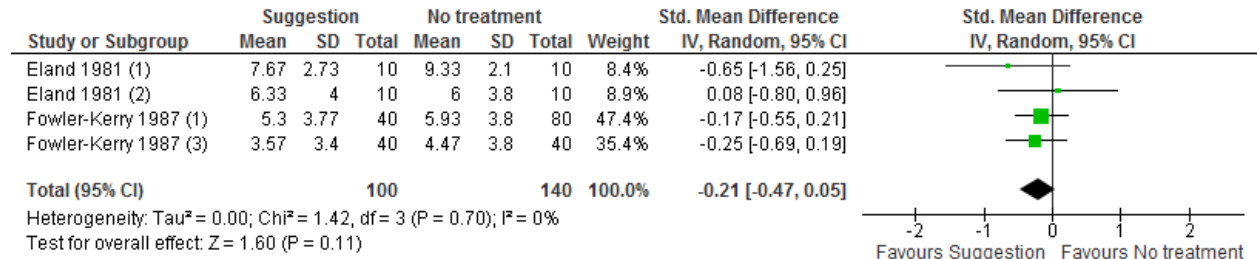 Suggestion No treatment Std. Mean Difference Std. Mean Difference
Study or Subgroup Mean SD Total Mean SD Total Weight IV, Random, 95% CI IV, Random, 95% CI
Eland 1981 (1) 7.67 2.73 10 9.33 2.1 10 8.4% -0.65 [-1.56, 0.25]
Eland 1981 (2) 6.33 4 10 6 3.8 10 8.9% 0.08 [-0.80, 0.96]
Fowler-Kerry 1987 (1) 5.3 3.77 40 5.93 3.8 80 47.4% -0.17 [-0.55, 0.21]
Fowler-Kerry 1987 (3) 3.57 3.4 40 4.47 3.8 40 35.4% -0.25 [-0.69, 0.19]
Total (95% CI) 100 140 100.0% -0.21 [-0.47, 0.05]
Heterogeneity: Tau² = 0.00; Chi² = 1.42, df = 3 (P = 0.70); I² = 0%
Test for overall effect: Z = 1.60 (P = 0.11)
-2 -1 0 1 2
Favours Suggestion Favours No treatment